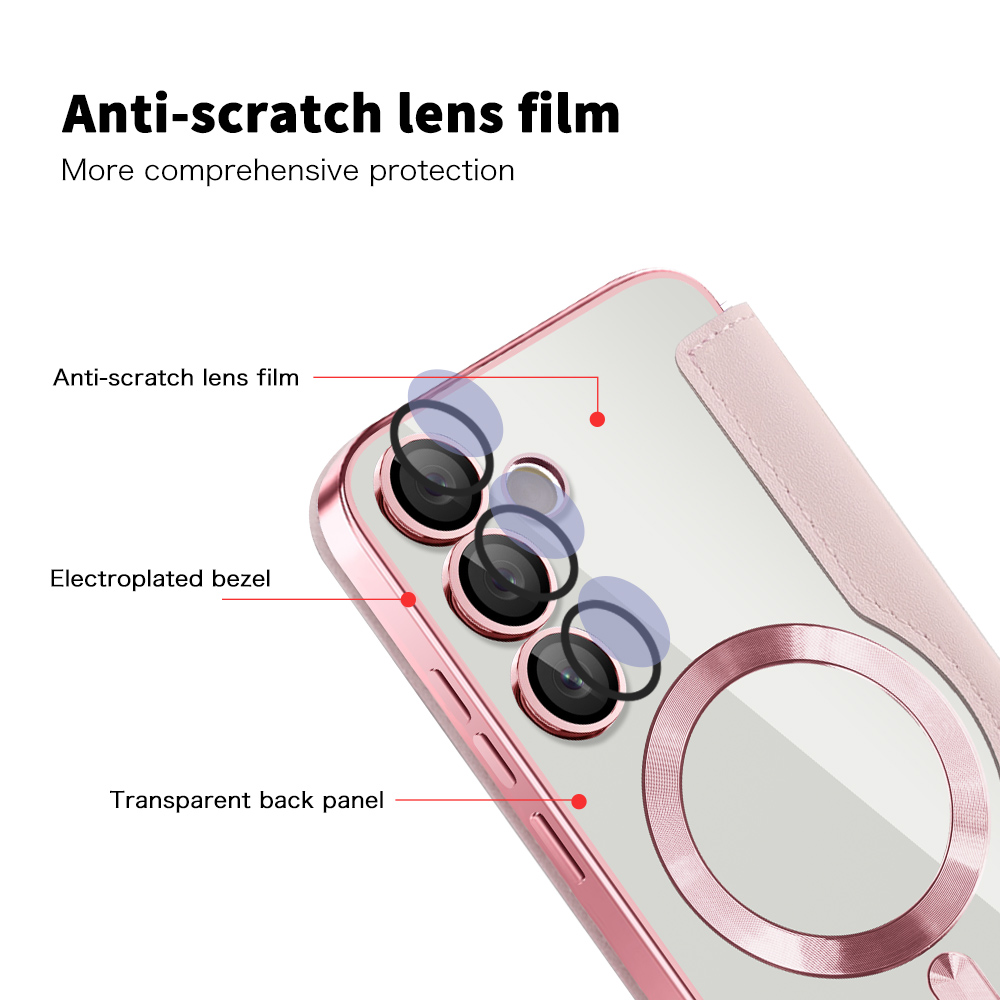 Anti-scratch lens film
More comprehensive protection
Anti-scratch lens film
Electroplated bezel
Transparent back panel